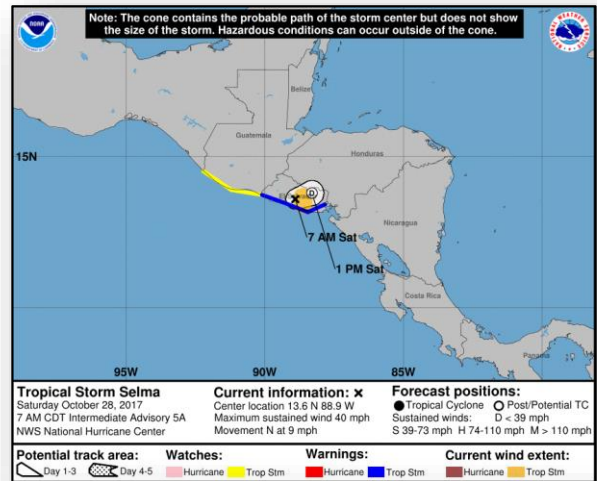 Note: The cone contains the probable path of the storm center but does not show
the size of the storm. Hazardous conditions can occur outside of the cone.
NOAA
Belize
Guatemala
15N
Honduras
D
Nicaragua
7 AM Sat
1 PM Sat
Costa Rica
Panama
95W
90W
85W
Tropical Storm Selma
Saturday October 28, 2017
7 AM CDT Intermediate Advisory 5A
NWS National Hurricane Center
Current information: x
Center location 13.6 N 88.9 W
Maximum sustained wind 40 mph
Movement N at 9 mph
Forecast positions:
Tropical Cyclone Post/Potential TC
Sustained winds: D < 39 mph
S 39-73 mph H 74-110 mph M > 110 mph
Potential track area:
Day 1-3 Day 4-5
Watches:
Hurricane Trop Stm
Warnings:
Hurricane Trop Stm
Current wind extent:
Hurricane Trop Stm